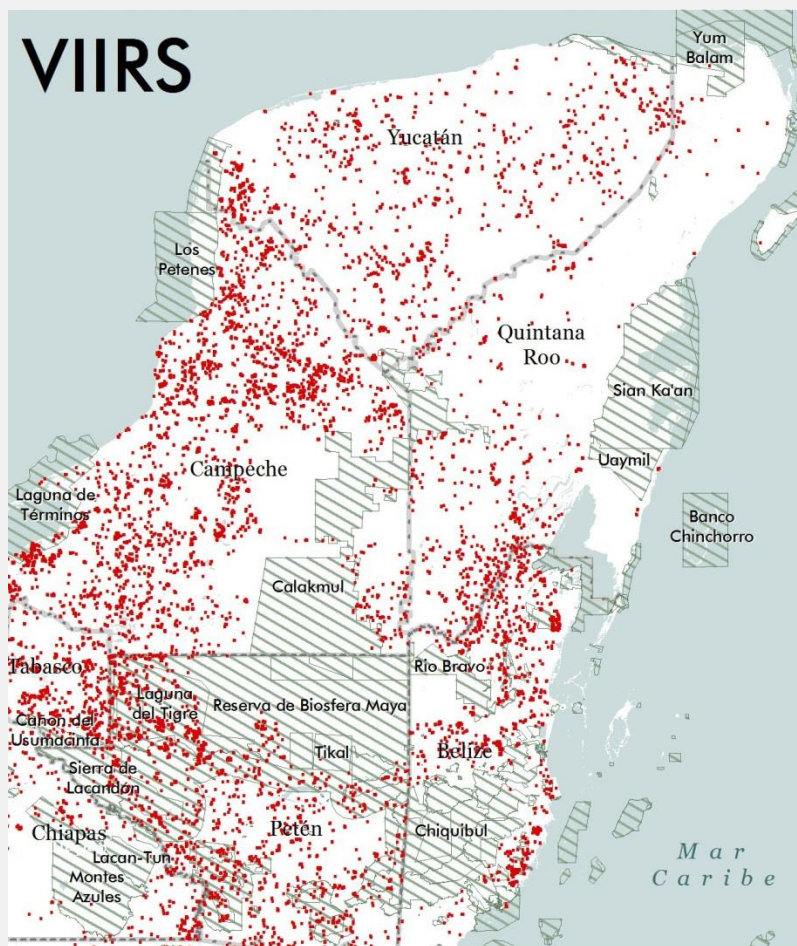 VIIRS
Yum
Balam
Yucatán
Los
Petenes
Quintana
Roo
Sian Ka'an
Campeche
Uaymil
Laguna de
Términos
Banco
Chinchorro
Calakmul
Tabasco
Laguna
del Tigre
Reserva de Biosfera Maya
Rio Bravo
Cañon del
Usumacinta
Tikal
Belize
Sierra de
Lacandón
Chiapas
Petén
Chiquibul
Lacan-Tun
Montes
Azules
Mar
Caribe